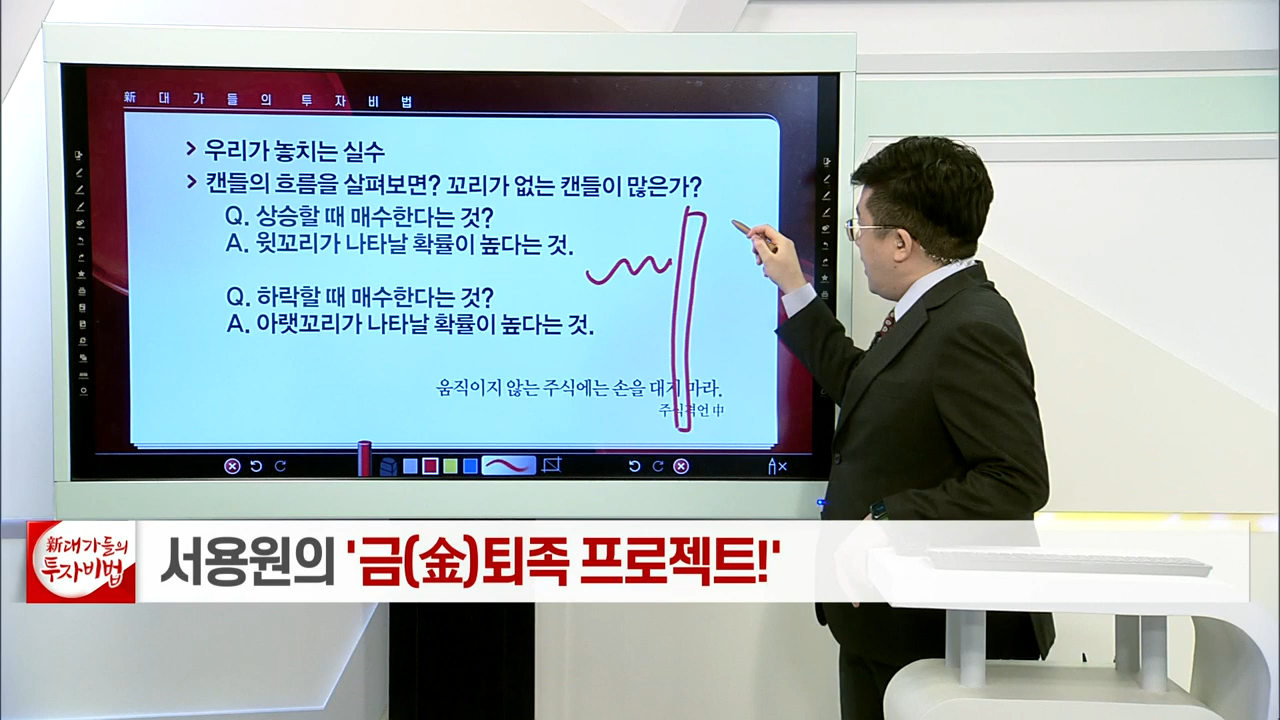 新 대 가 들 의 투 자 비 법
> 우리가 놓치는 실수
> 캔들의 흐름을 살펴보면? 꼬리가 없는 캔들이 많은가?
Q. 상승할 때 매수한다는 것?
A. 윗꼬리가 나타날 확률이 높다는 것.
Q. 하락할 때 매수한다는 것?
A. 아랫꼬리가 나타날 확률이 높다는 것.
움직이지 않는 주식에는 손을 대지 마라.
주식격언 中
新대가들의
투자비법
서용원의 '금(金)퇴족 프로젝트!'